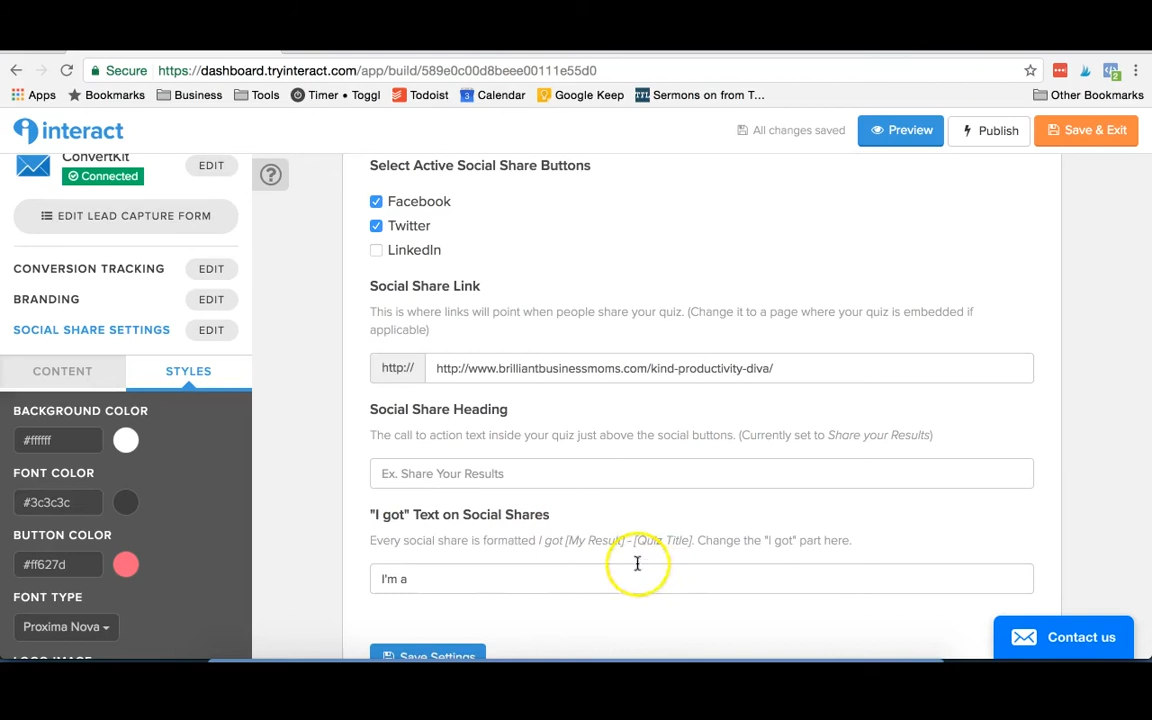 Secure https://dashboard.tryinteract.com/app/build/589e0c00d8beee00111e55d0
Apps Bookmarks Business Tools Timer • Toggl Todoist 3 Calendar Google Keep TTL Sermons on from T... Other Bookmarks
2
interact
All changes saved Preview Publish Save & Exit
ConvertKit
Connected
EDIT
EDIT LEAD CAPTURE FORM
CONVERSION TRACKING EDIT
BRANDING EDIT
SOCIAL SHARE SETTINGS EDIT
CONTENT STYLES
BACKGROUND COLOR
#ffffff
FONT COLOR
#3c3c3c
BUTTON COLOR
#ff627d
FONT TYPE
Proxima Nova
LOGO IMAGE
?
Select Active Social Share Buttons
Facebook
Twitter
LinkedIn
Social Share Link
This is where links will point when people share your quiz. (Change it to a page where your quiz is embedded if
applicable)
http:// http://www.brilliantbusinessmoms.com/kind-productivity-diva/
Social Share Heading
The call to action text inside your quiz just above the social buttons. (Currently set to Share your Results)
Ex. Share Your Results
"I got" Text on Social Shares
Every social share is formatted I got [My Result] - [Quiz Title]. Change the "I got" part here.
I'm a
Save Settings
Contact us